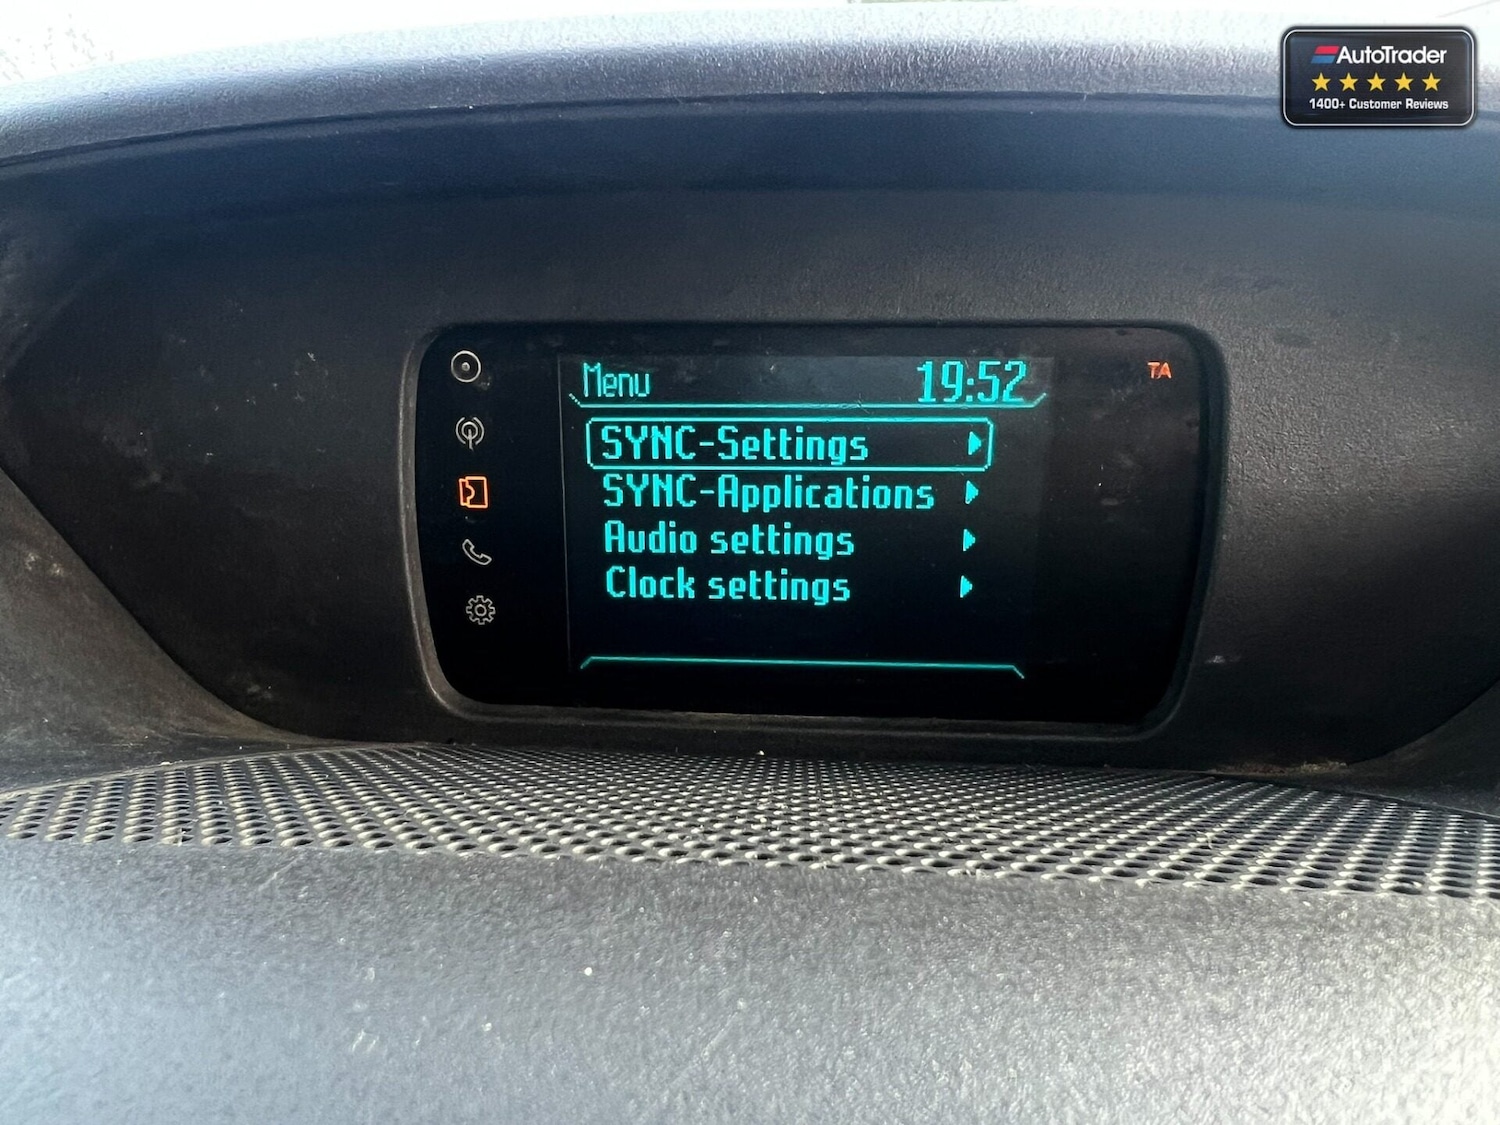 AutoTrader
1400+ Customer Reviews
Menu 19:52
TA
SYNC-Settings
SYNC-Applications
Audio settings
Clock settings